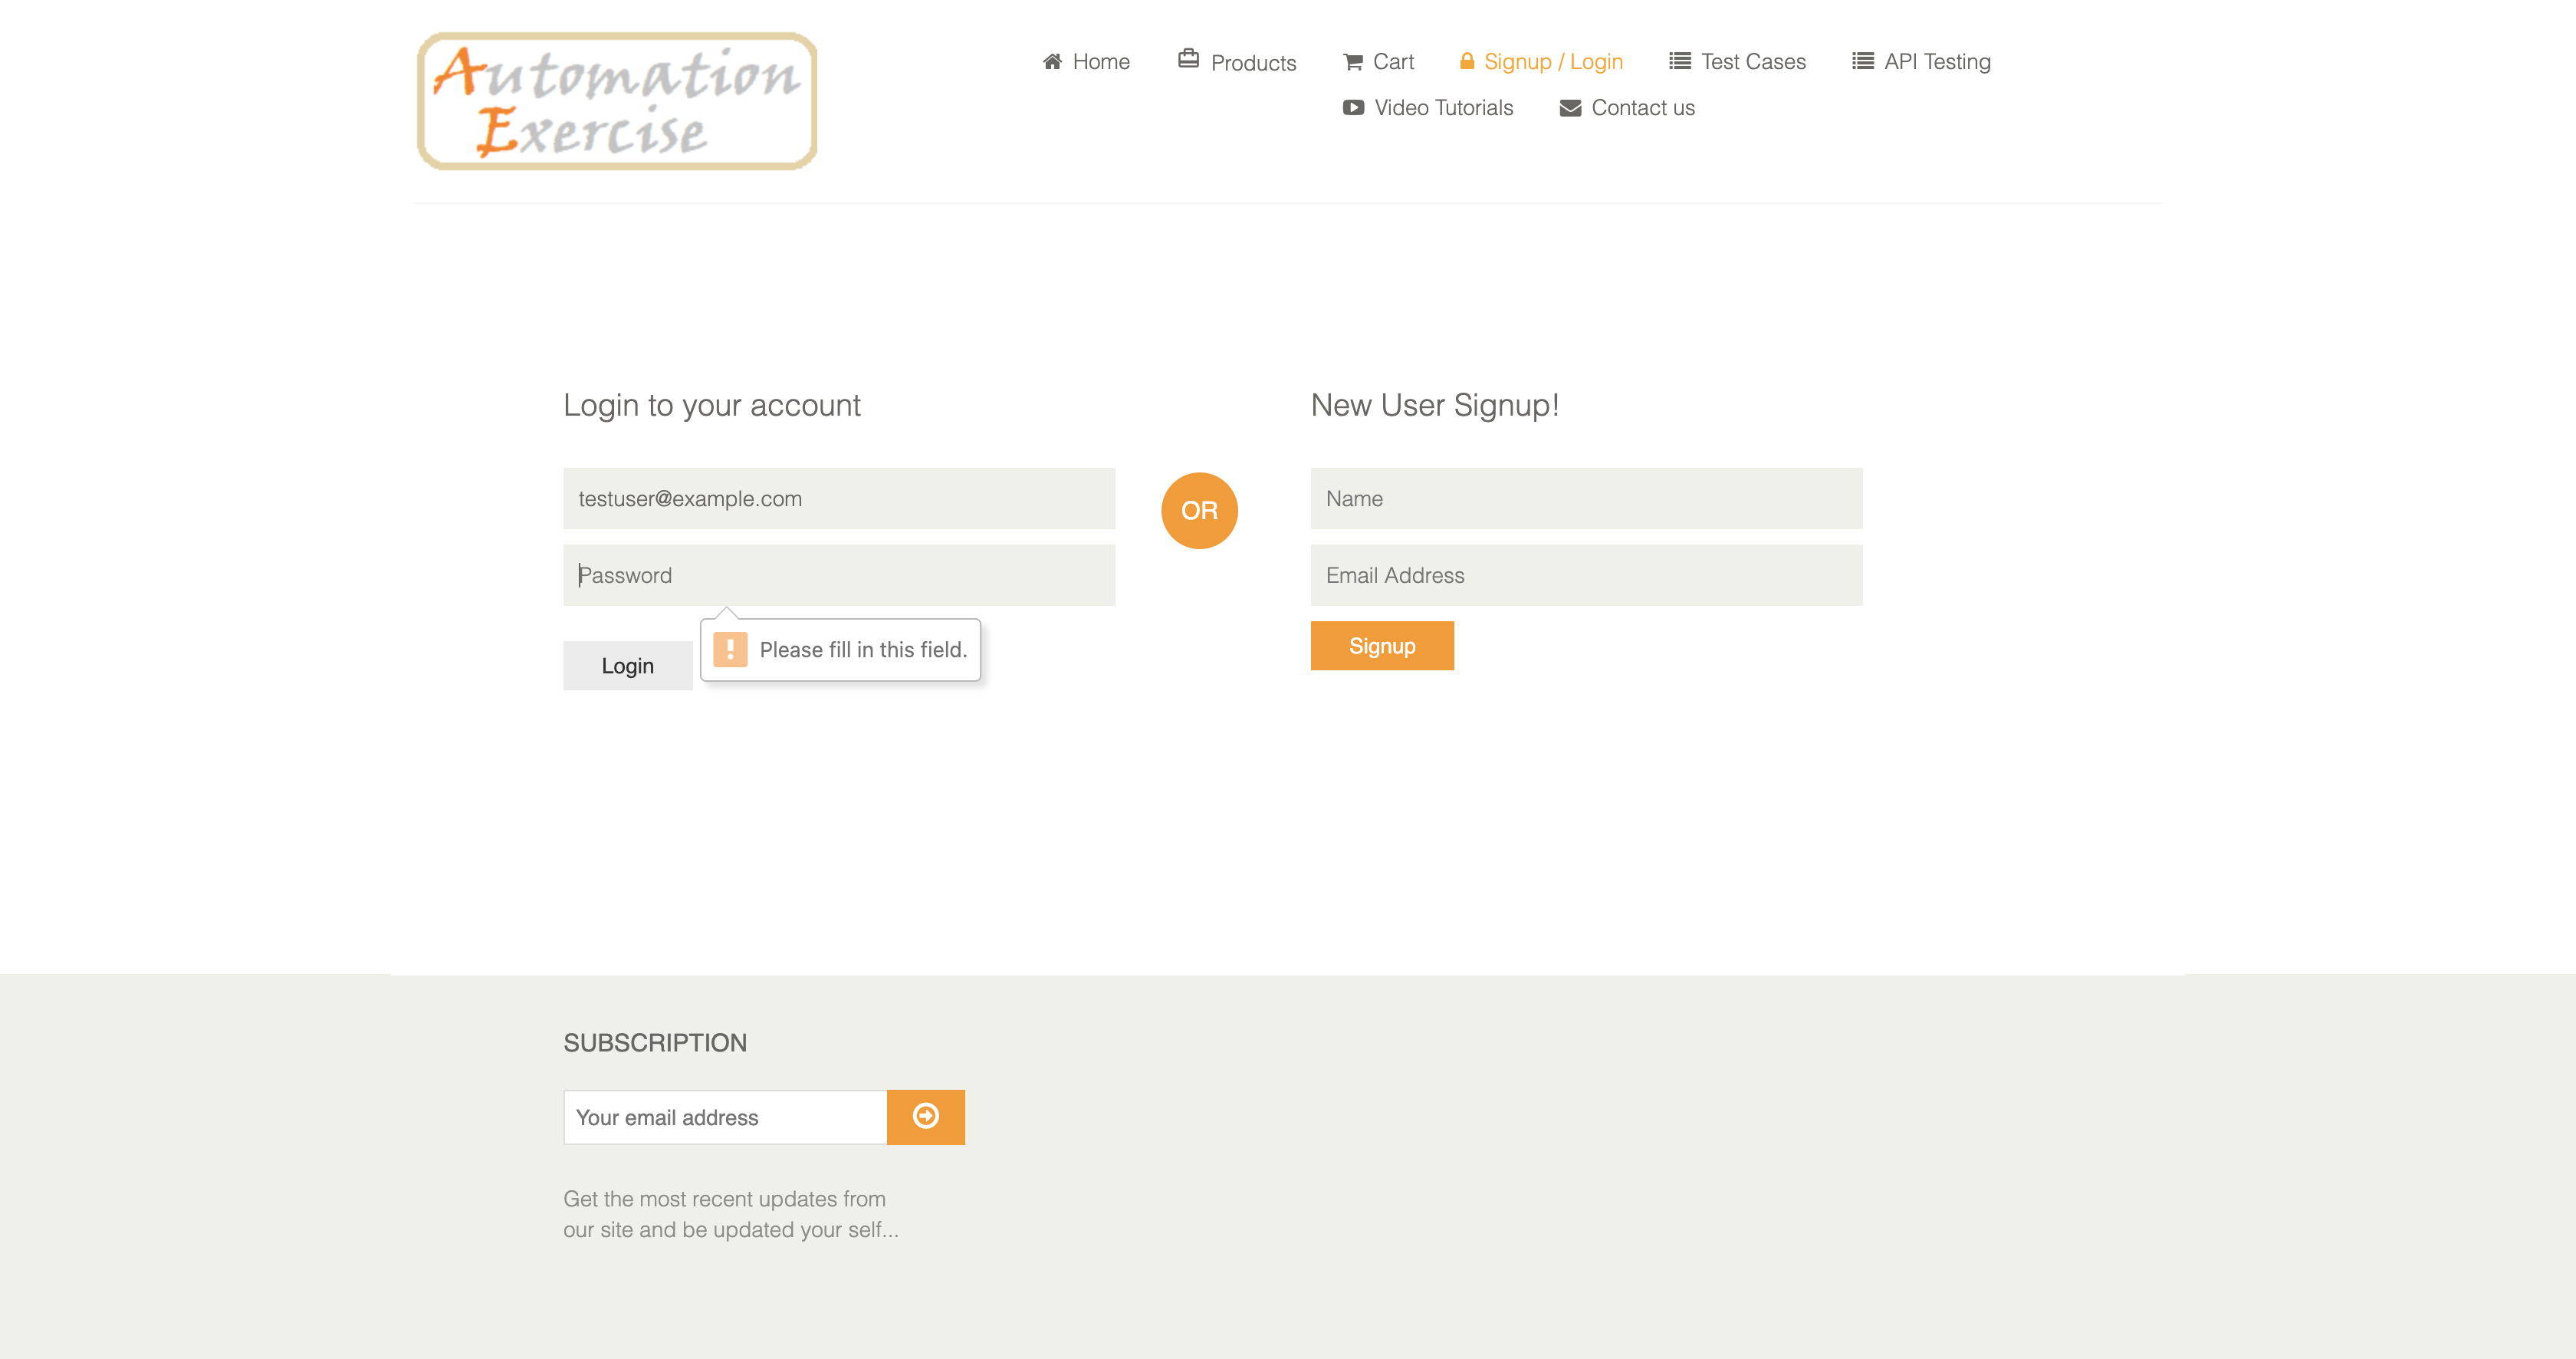 Automation
Exercise
Home Products Cart Signup / Login Test Cases API Testing
Video Tutorials Contact us
Login to your account
New User Signup!
testuser@example.com
OR
Name
Password
Email Address
Please fill in this field.
Login
Signup
SUBSCRIPTION
Your email address
Get the most recent updates from
our site and be updated your self...